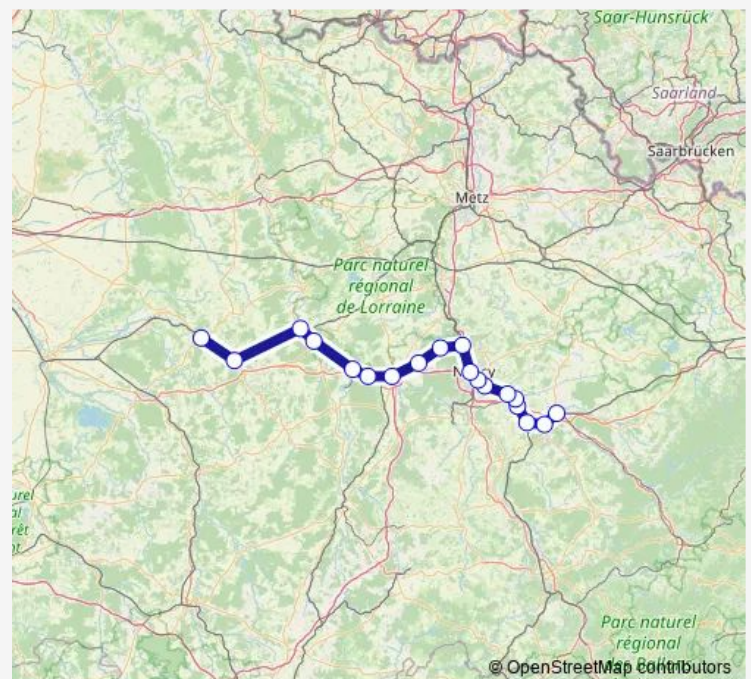 Saar-Hunsrück
Saarland
Saarbrücken
Metz
Parc naturel
régional
de Lorraine
Parc naturel
régional
© OpenStreetMap contributors